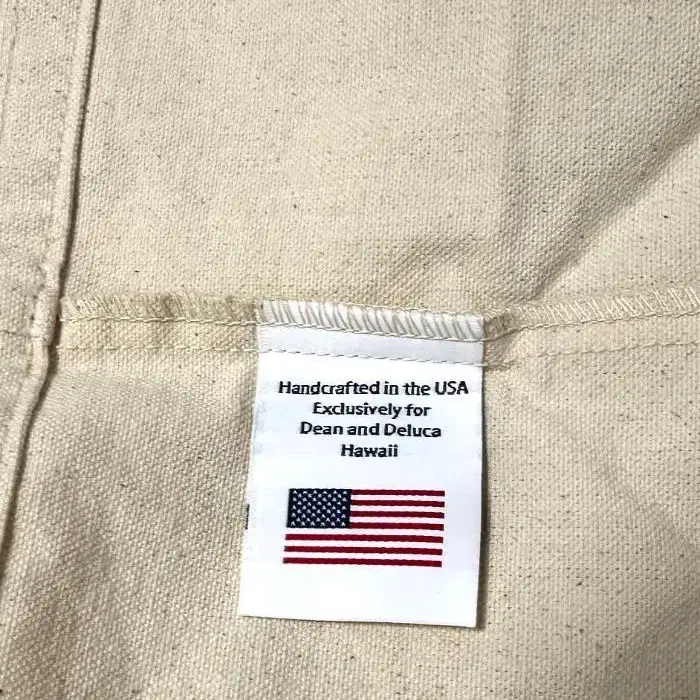 Handcrafted in the USA
Exclusively for
Dean and Deluca
Hawaii